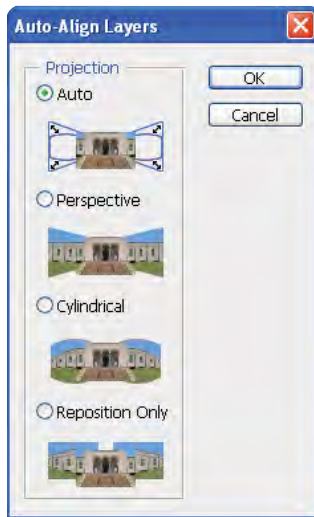 Auto-Align Layers
Projection
Auto
OK
Cancel
Perspective
Cylindrical
Reposition Only